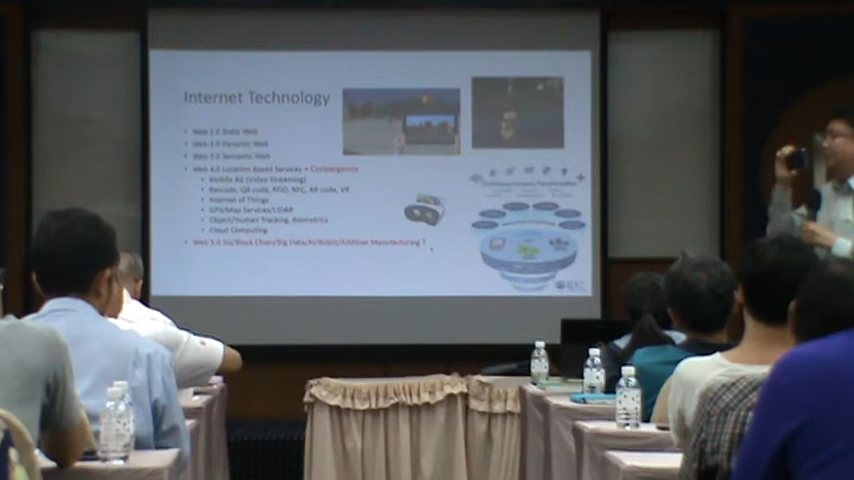 Internet Technology
• Web 1.0 Static Web
• Web 2.0 Dynamic Web
• Web 3.0 Semantic Web
• Web 4.0 Location Based Services = Convergence
• Mobile 4G (Video Streaming)
• Barcode, QR code, RFID, NFC, AR code, VR
• Internet of Things
• GPS/Map Services/LIDAR
• Object/Human Tracking, Biometrics
• Cloud Computing
• Web 5.0 5G/Block Chain/Big Data/AI/Robot/Additive Manufacturing ?
IDC